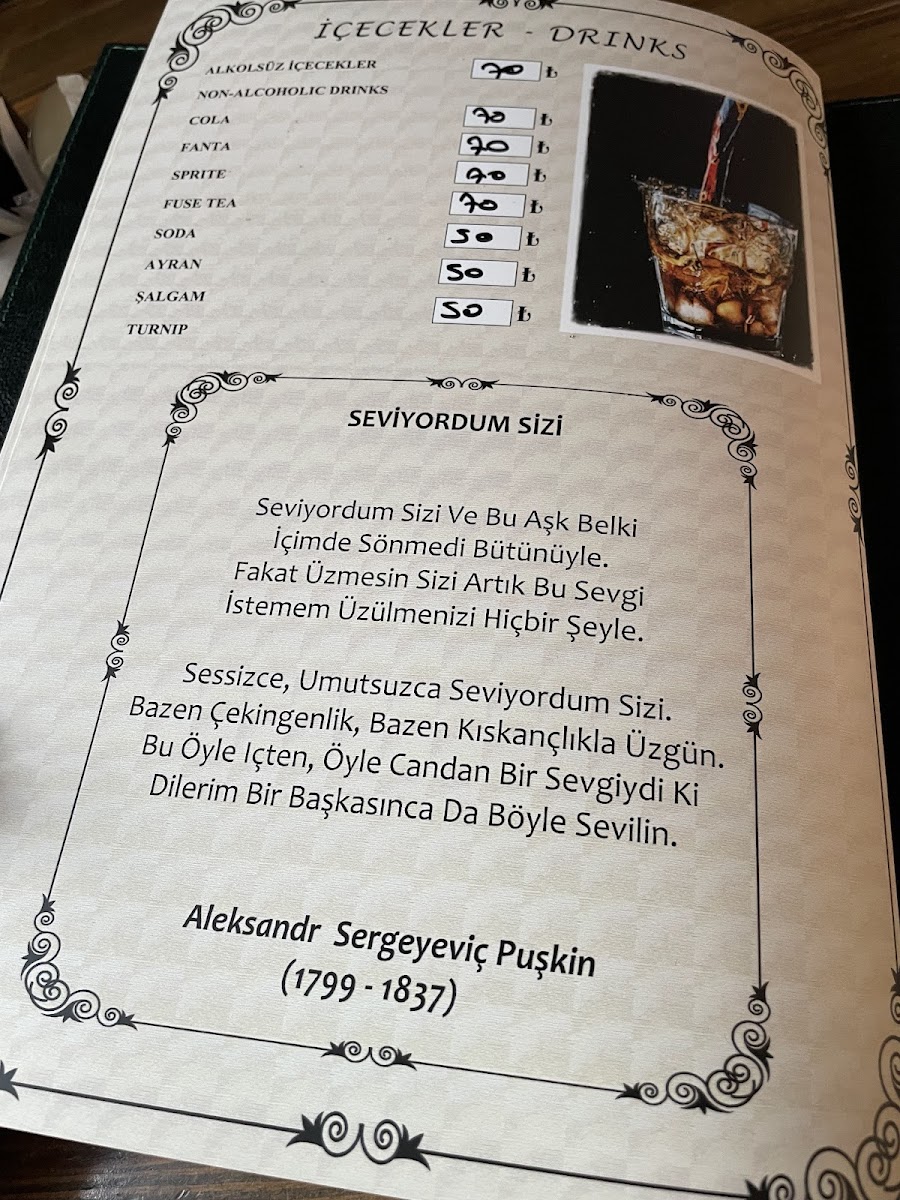 İÇECEKLER - DRINKS
ALKOLSÜZ İÇECEKLER 70 ₺
NON-ALCOHOLIC DRINKS
COLA 70 ₺
FANTA 70 ₺
SPRITE 70 ₺
FUSE TEA 70 ₺
SODA 50 ₺
AYRAN 50 ₺
ŞALGAM 50 ₺
TURNIP
SEVİYORDUM SİZİ
Seviyordum Sizi Ve Bu Aşk Belki
İçimde Sönmedi Bütünüyle.
Fakat Üzmesin Sizi Artık Bu Sevgi
İstemem Üzülmenizi Hiçbir Şeyle.
Sessizce, Umutsuzca Seviyordum Sizi.
Bazen Çekingenlik, Bazen Kıskançlıkla Üzgün.
Bu Öyle Içten, Öyle Candan Bir Sevgiydi Ki
Dilerim Bir Başkasınca Da Böyle Sevilin.
Aleksandr Sergeyeviç Puşkin
(1799 - 1837)